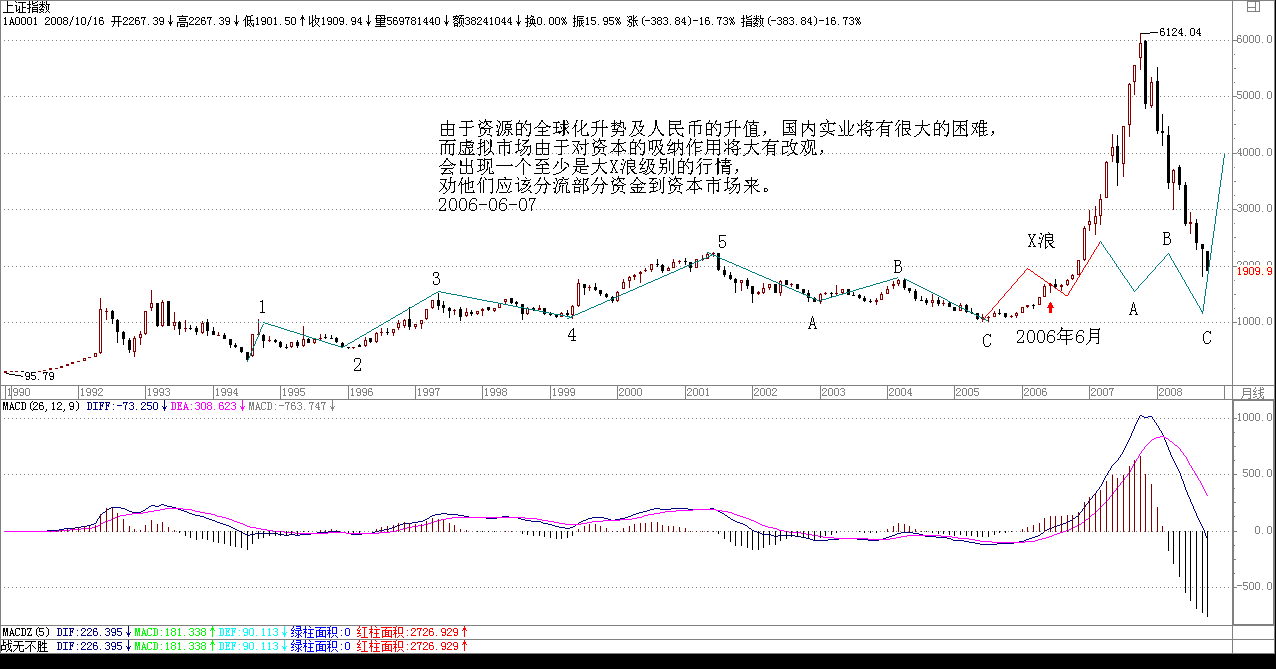 上证指数
1A0001 2008/10/16 开2267.39↓高2267.39↓低1901.50↑收1909.94↓量569781440↓额38241044↓换0.00% 振15.95% 涨(-383.84)-16.73% 指数(-383.84)-16.73%
6124.04
6000.0
5000.0
由于资源的全球化升势及人民币的升值，国内实业将有很大的困难，
而虚拟市场由于对资本的吸纳作用将大有改观，
会出现一个至少是大X浪级别的行情，
劝他们应该分流部分资金到资本市场来。
2006-06-07
4000.0
3000.0
5
X浪
B
B
2000.0
1909.9
3
1
A
A
4
2
C
2006年6月
C
1000.0
95.79
1990 1992 1993 1994 1995 1996 1997 1998 1999 2000 2001 2002 2003 2004 2005 2006 2007 2008 月线
MACD(26,12,9) DIFF:-73.250↓DEA:308.623↓MACD:-763.747↓
1000.0
500.0
0.0
-500.0
MACDZ(5) DIF:226.395↓MACD:181.338↑DEF:90.113↓绿柱面积:0 红柱面积:2726.929↑
战无不胜 DIF:226.395↓MACD:181.338↑DEF:90.113↓绿柱面积:0 红柱面积:2726.929↑